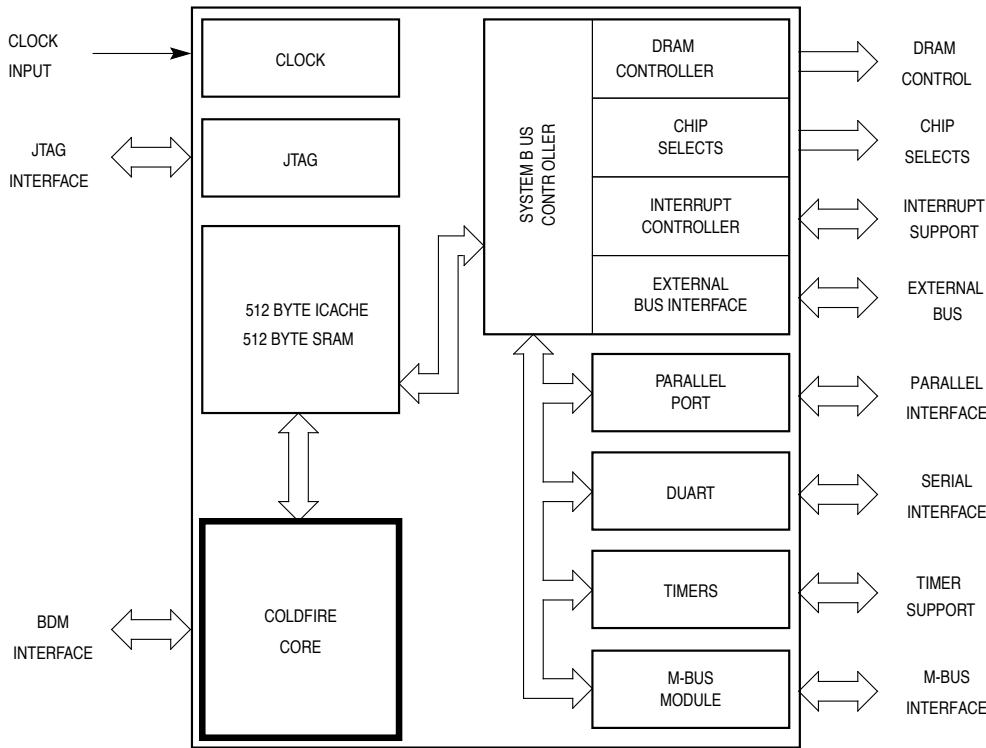 CLOCK
INPUT
JTAG
INTERFACE
BDM
INTERFACE
CLOCK
JTAG
512 BYTE ICACHE
512 BYTE SRAM
COLDFIRE
CORE
SYSTEM B US
CONTR OLLER
DRAM
CONTROLLER
CHIP
SELECTS
INTERRUPT
CONTROLLER
EXTERNAL
BUS INTERFACE
PARALLEL
PORT
DUART
TIMERS
M-BUS
MODULE
DRAM
CONTROL
CHIP
SELECTS
INTERRUPT
SUPPORT
EXTERNAL
BUS
PARALLEL
INTERFACE
SERIAL
INTERFACE
TIMER
SUPPORT
M-BUS
INTERFACE